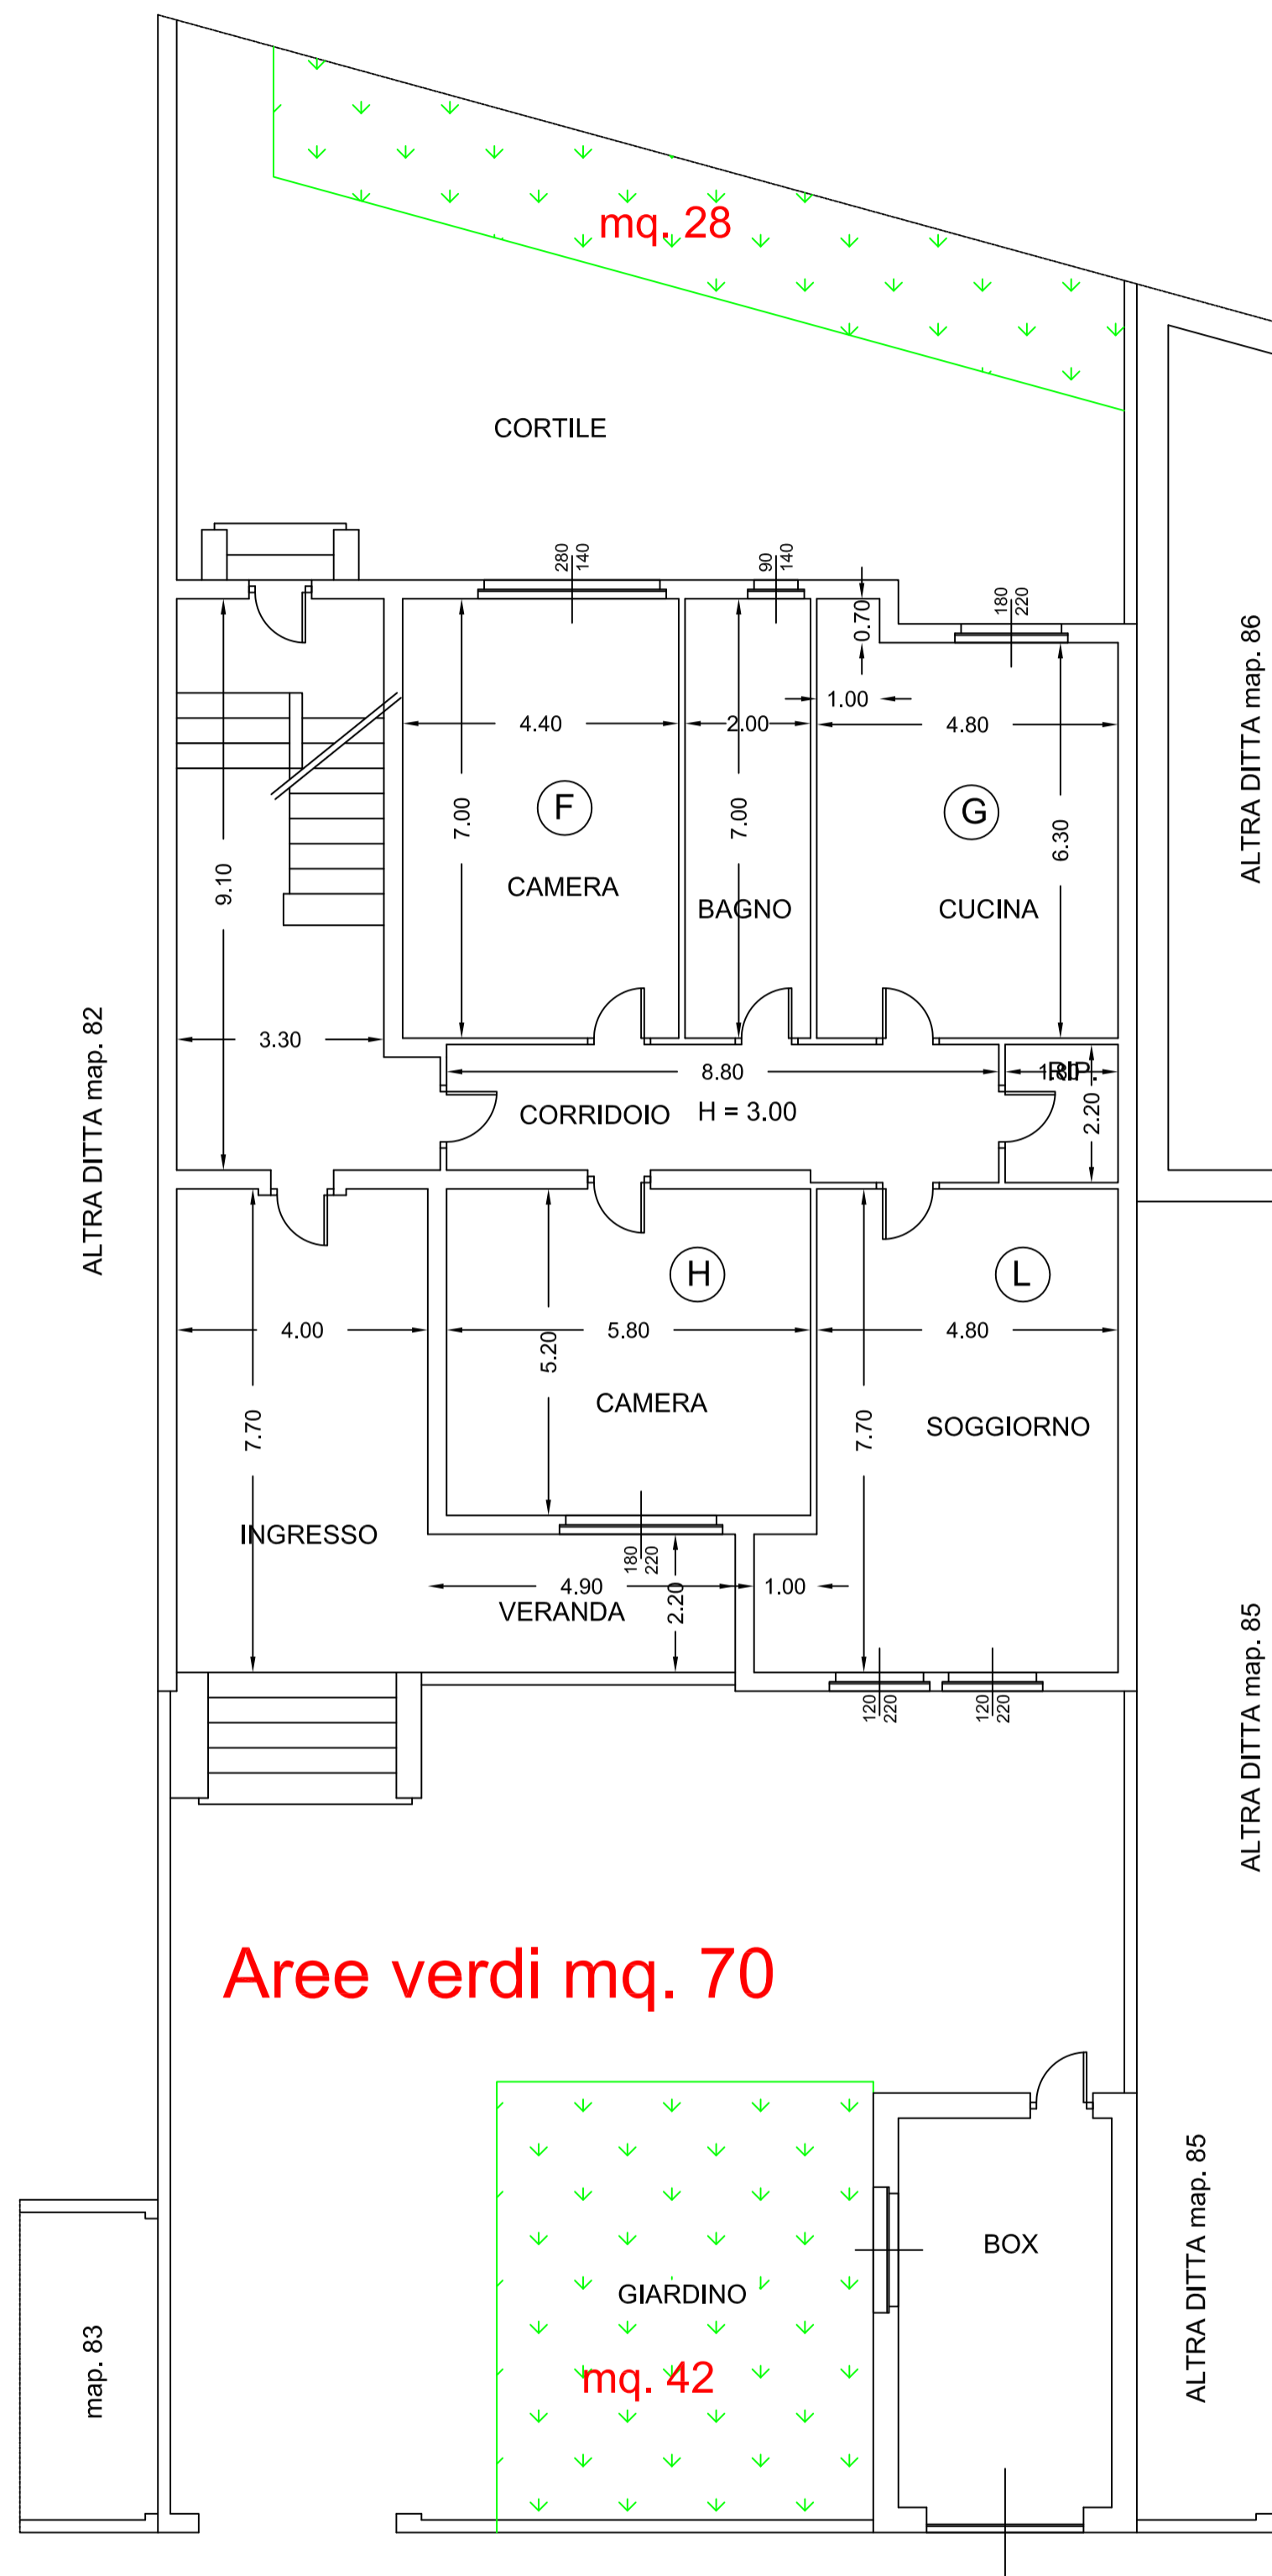 mq. 28
CORTILE
280
140
90
140
180
220
0.70
1.00
4.40
2.00
4.80
7.00
F
7.00
G
6.30
9.10
CAMERA
BAGNO
CUCINA
ALTRA DITTA map. 86
ALTRA DITTA map. 82
3.30
8.80
1.80
RIP.
2.20
CORRIDOIO H = 3.00
H
L
4.00
5.80
4.80
5.20
7.70
7.70
CAMERA
SOGGIORNO
INGRESSO
180
220
4.90
2.20
1.00
VERANDA
120
220
120
220
ALTRA DITTA map. 85
Aree verdi mq. 70
BOX
GIARDINO
mq. 42
map. 83
ALTRA DITTA map. 85